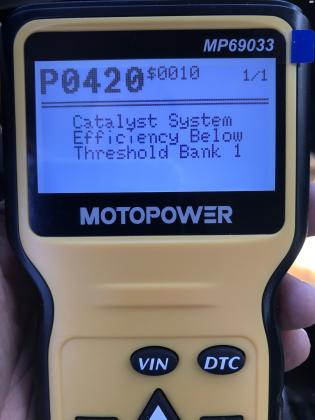 MP69033
P0420 $0010 1/1
Catalyst System
Efficiency Below
Threshold Bank 1
MOTOPOWER
VIN DTC